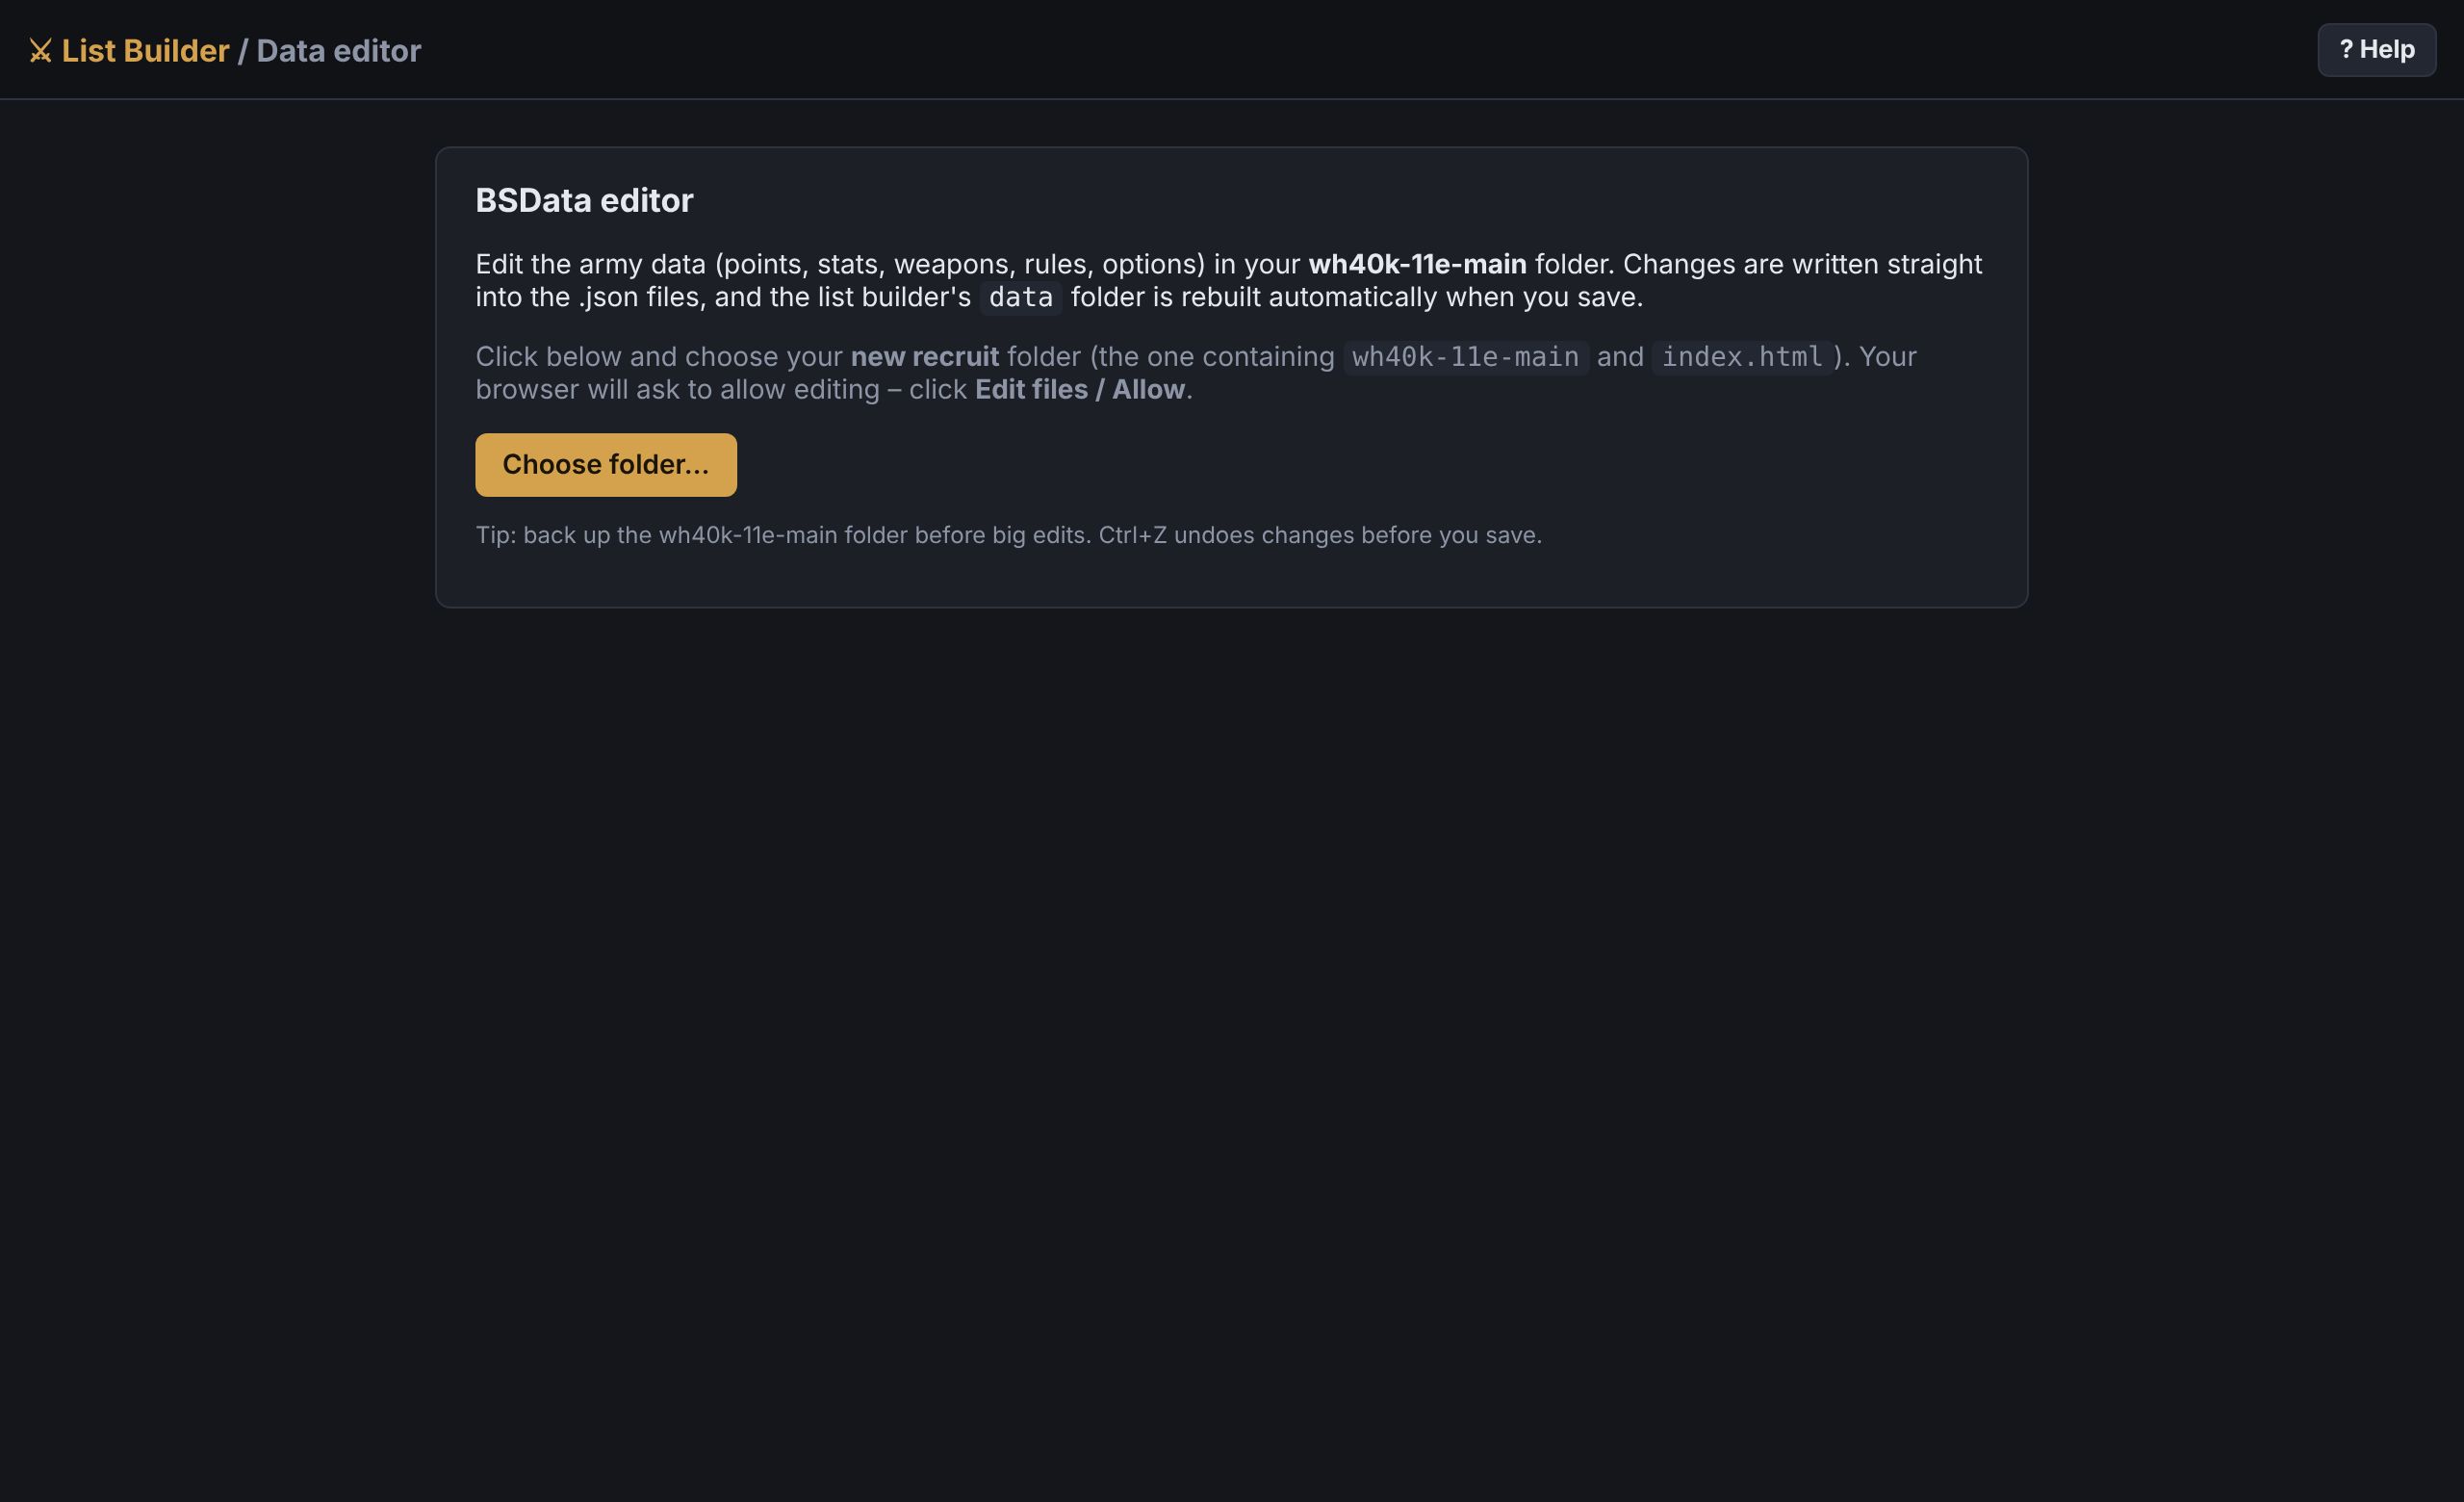 ⚔ List Builder / Data editor
? Help
BSData editor
Edit the army data (points, stats, weapons, rules, options) in your wh40k-11e-main folder. Changes are written straight
into the .json files, and the list builder's data folder is rebuilt automatically when you save.
Click below and choose your new recruit folder (the one containing wh40k-11e-main and index.html). Your
browser will ask to allow editing – click Edit files / Allow.
Choose folder…
Tip: back up the wh40k-11e-main folder before big edits. Ctrl+Z undoes changes before you save.